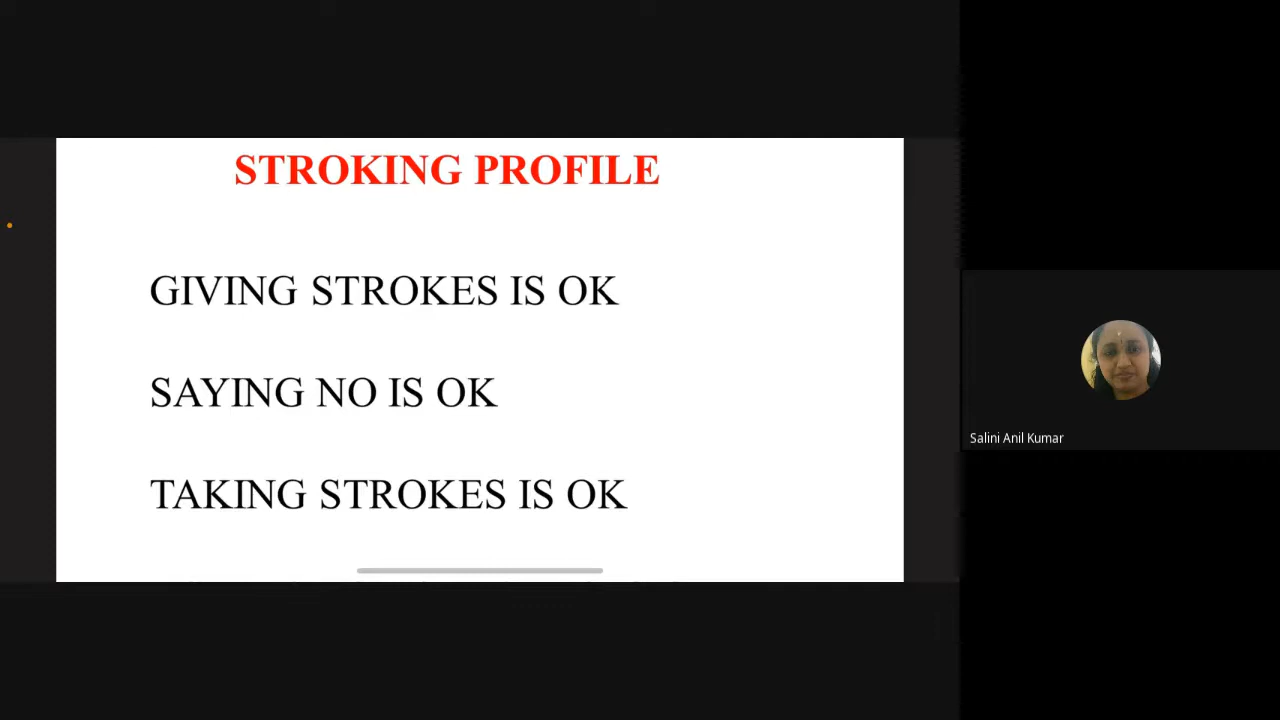 STROKING PROFILE
GIVING STROKES IS OK
SAYING NO IS OK
TAKING STROKES IS OK
Salini Anil Kumar